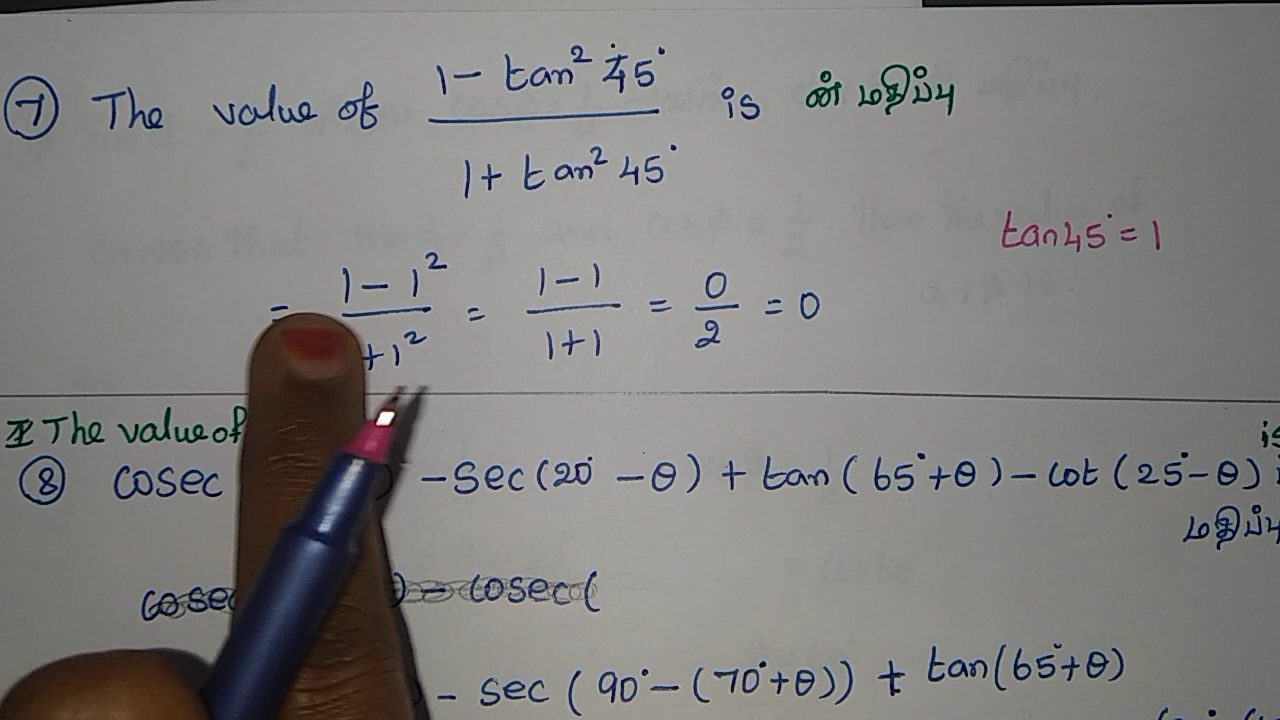 ⑦ The value of (1 - tan² 45°)/(1 + tan² 45°) is ன் மதிப்பு
tan45° = 1
= (1 - 1²)/(+1²) = (1-1)/(1+1) = 0/2 = 0
The value of is
⑧ cosec -sec(20° -θ) + tan(65°+θ) - cot(25°-θ)
மதிப்பு
cosec ) - cosec(
- sec(90° - (70°+θ)) + tan(65°+θ)